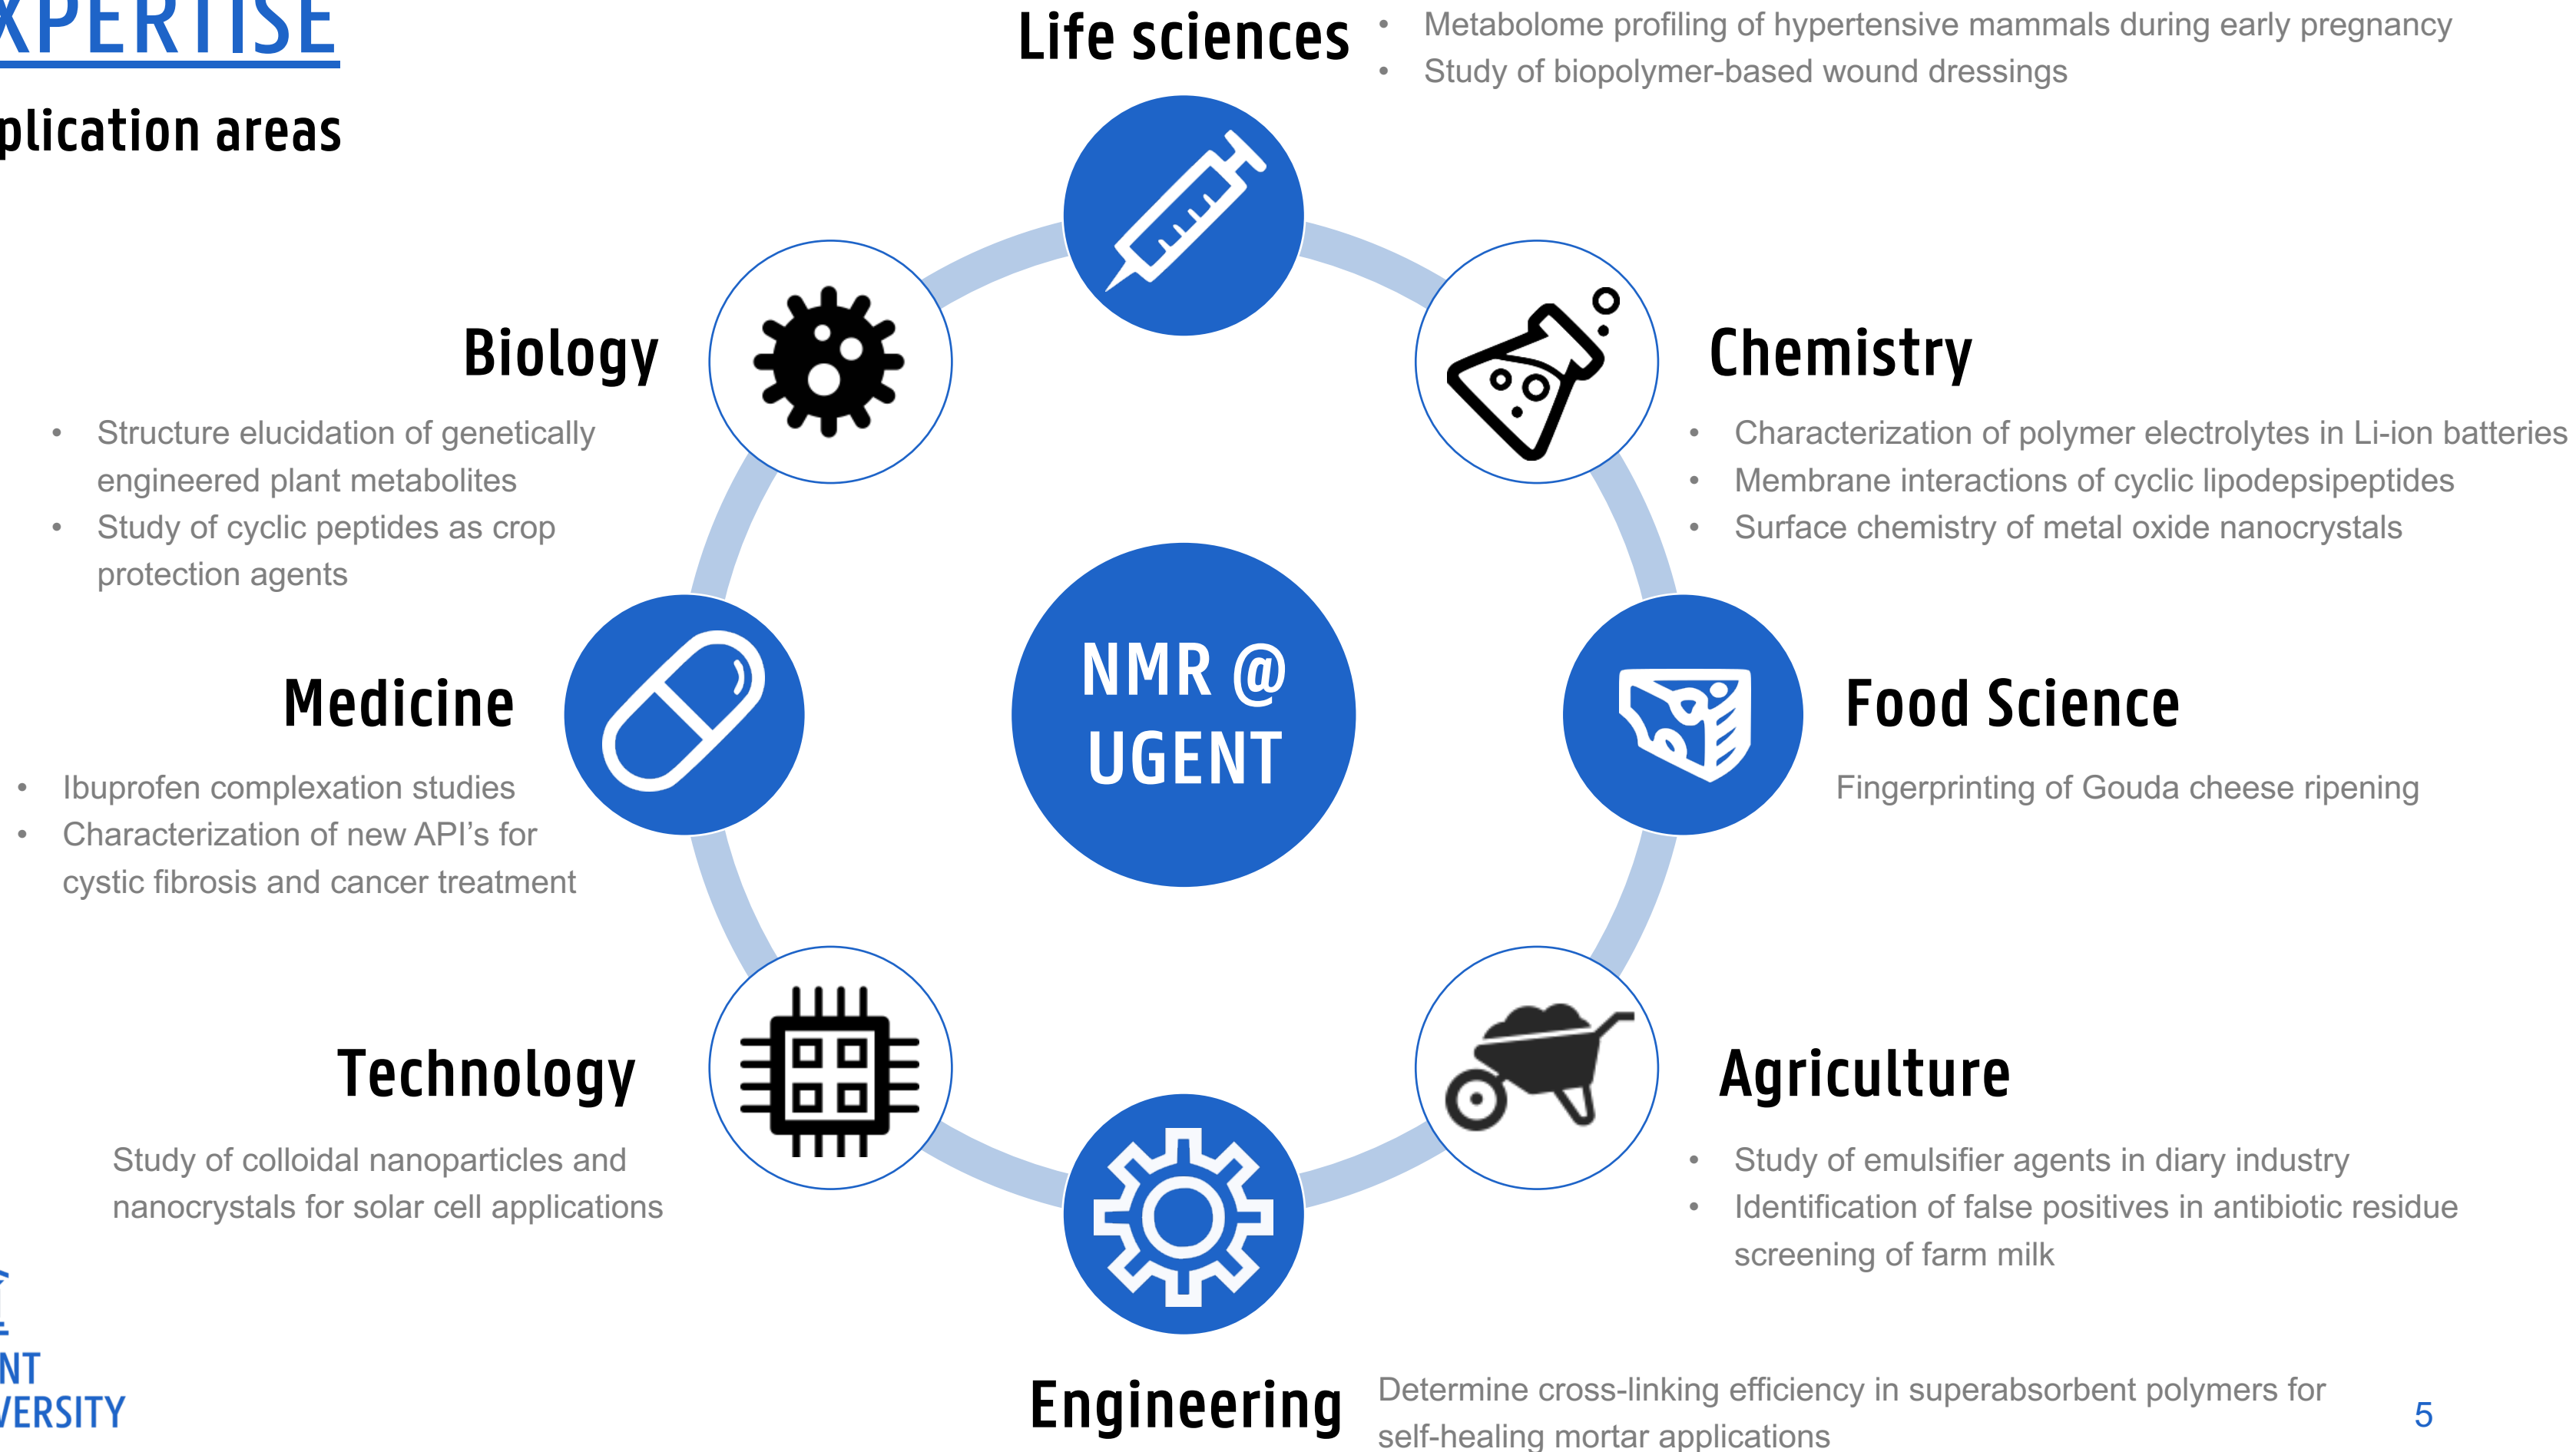 XPERTISE
plication areas
Life sciences
• Metabolome profiling of hypertensive mammals during early pregnancy
• Study of biopolymer-based wound dressings
Biology
• Structure elucidation of genetically
engineered plant metabolites
• Study of cyclic peptides as crop
protection agents
Chemistry
• Characterization of polymer electrolytes in Li-ion batteries
• Membrane interactions of cyclic lipodepsipeptides
• Surface chemistry of metal oxide nanocrystals
NMR @
UGENT
Medicine
• Ibuprofen complexation studies
• Characterization of new API’s for
cystic fibrosis and cancer treatment
Food Science
Fingerprinting of Gouda cheese ripening
Technology
Study of colloidal nanoparticles and
nanocrystals for solar cell applications
Agriculture
• Study of emulsifier agents in diary industry
• Identification of false positives in antibiotic residue
screening of farm milk
Engineering
Determine cross-linking efficiency in superabsorbent polymers for
self-healing mortar applications
NT
VERSITY
5